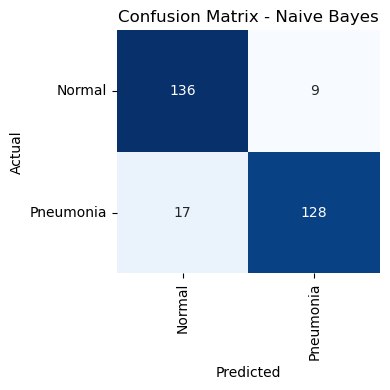 Confusion Matrix - Naive Bayes
Actual
Normal
136 9
Pneumonia
17 128
Normal
Pneumonia
Predicted